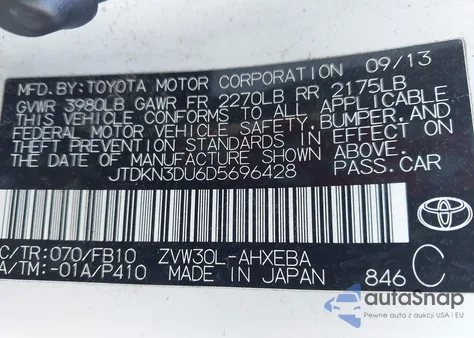 MFD. BY: TOYOTA MOTOR CORPORATION 09/13
GVWR 3980LB GAWR FR 2270LB RR 2175LB
THIS VEHICLE CONFORMS TO ALL APPLICABLE
FEDERAL MOTOR VEHICLE SAFETY, BUMPER, AND
THEFT PREVENTION STANDARDS IN EFFECT ON
THE DATE OF MANUFACTURE SHOWN ABOVE.
JTDKN3DU6D5696428 PASS. CAR
TOYOTA
C/TR: 070/FB10 ZVW30L-AHXEBA
A/TM: -01A/P410 MADE IN JAPAN 846 C
autoSnap
Pewne auta z aukcji USA i EU